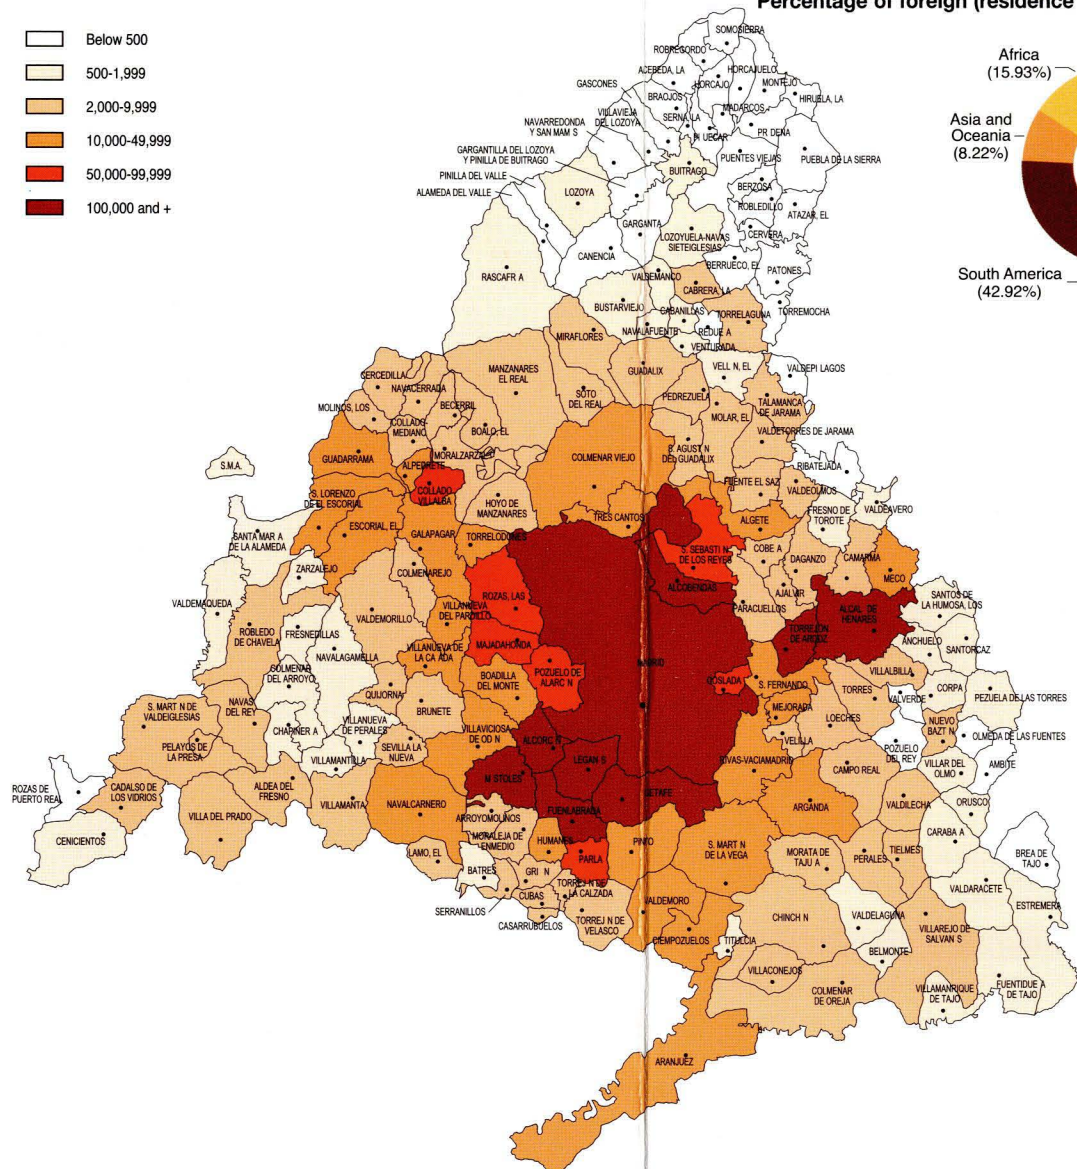 Percentage of foreign (residence
Below 500
500-1,999
2,000-9,999
10,000-49,999
50,000-99,999
100,000 and +
Africa
(15.93%)
Asia and
Oceania
(8.22%)
South America
(42.92%)
SOMOSIERRA
ROBREGORDO
ACEBEDA, LA
HORCAJUELO
HORCAJO
MONTEJO
GASCONES
BRAOJOS
HIRUELA, LA
MADARCOS
VILLAVIEJA
DEL LOZOYA
SERNA, LA
NAVARREDONDA
Y SAN MAM S
PR DENA
GARGANTILLA DEL LOZOYA
Y PINILLA DE BUITRAGO
PUENTES VIEJAS
PUEBLA DE LA SIERRA
PINILLA DEL VALLE
BUITRAGO
ALAMEDA DEL VALLE
LOZOYA
BERZOSA
ROBLEDILLO
ATAZAR, EL
GARGANTA
CERVERA
LOZOYUELA-NAVAS
SIETEIGLESIAS
CANENCIA
BERRUECO, EL
RASCAFR A
VALDEMANCO
PATONES
CABRERA, LA
BUSTARVIEJO
CABANILLAS
TORRELAGUNA
TORREMOCHA
MIRAFLORES
NAVALAFUENTE
REDUE A
VENTURADA
CERCEDILLA
MANZANARES
EL REAL
GUADALIX
VELL N, EL
VALDEPI LAGOS
NAVACERRADA
SOTO
DEL REAL
PEDREZUELA
TALAMANCA
DE JARAMA
MOLINOS, LOS
BECERRIL
MOLAR, EL
COLLADO-
MEDIANO
BOALO, EL
VALDETORRES DE JARAMA
GUADARRAMA
MORALZARZAL
COLMENAR VIEJO
S. AGUST N
DEL GUADALIX
S.M.A.
ALPEDRETE
RIBATEJADA
COLLADO
VILLALBA
FUENTE EL SAZ
VALDEOLMOS
S. LORENZO
DE EL ESCORIAL
HOYO DE
MANZANARES
FRESNO DE
TOROTE
VALDEAVERO
TRES CANTOS
ALGETE
ESCORIAL, EL
SANTA MAR A
DE LA ALAMEDA
GALAPAGAR
TORRELODONES
S. SEBASTI N
DE LOS REYES
COBE A
DAGANZO
CAMARMA
ZARZALEJO
COLMENAREJO
MECO
ALCOBENDAS
AJALVIR
VALDEMAQUEDA
ROZAS, LAS
PARACUELLOS
SANTOS DE
LA HUMOSA, LOS
VALDEMORILLO
VILLANUEVA
DEL PARDILLO
ALCAL DE
HENARES
ROBLEDO
DE CHAVELA
FRESNEDILLAS
TORREJON
DE ARDOZ
ANCHUELO
MAJADAHONDA
SANTORCAZ
NAVALAGAMELLA
VILLANUEVA DE
LA CA ADA
MADRID
COLMENAR
DEL ARROYO
POZUELO DE
ALARC N
VILLALBILLA
BOADILLA
DEL MONTE
COSLADA
S. FERNANDO
TORRES
CORPA
QUIJORNA
VALVERDE
PEZUELA DE LAS TORRES
NAVAS
DEL REY
S. MART N DE
VALDEIGLESIAS
BRUNETE
MEJORADA
LOECHES
NUEVO
BAZT N
CHAPINER A
VILLANUEVA
DE PERALES
VILLAVICIOSA
DE OD N
OLMEDA DE LAS FUENTES
PELAYOS DE
LA PRESA
SEVILLA LA
NUEVA
ALCORC N
VELILLA
POZUELO
DEL REY
VILLAMANTILLA
LEGAN S
RIVAS-VACIAMADRID
CAMPO REAL
VILLAR DEL
OLMO
AMBITE
M STOLES
ROZAS DE
PUERTO REAL
CADALSO DE
LOS VIDRIOS
ALDEA DEL
FRESNO
GETAFE
VILLAMANTA
NAVALCARNERO
ARGANDA
VALDILECHA
ORUSCO
VILLA DEL PRADO
ARROYOMOLINOS
FUENLABRADA
CENICIENTOS
MORALEJA DE
ENMEDIO
HUMANES
PINTO
S. MART N
DE LA VEGA
CARABA A
LAMO, EL
PARLA
MORATA DE
TAJU A
PERALES
TIELMES
BREA DE
TAJO
BATRES
GRI N
TORREJ N DE
LA CALZADA
VALDARACETE
CUBAS
SERRANILLOS
VALDEMORO
CASARRUBUELOS
TORREJ N DE
VELASCO
CHINCH N
VALDELAGUNA
ESTREMERA
CIEMPOZUELOS
TITULCIA
VILLAREJO DE
SALVAN S
BELMONTE
VILLACONEJOS
COLMENAR
DE OREJA
VILLAMANRIQUE
DE TAJO
FUENTIDUE A
DE TAJO
ARANJUEZ